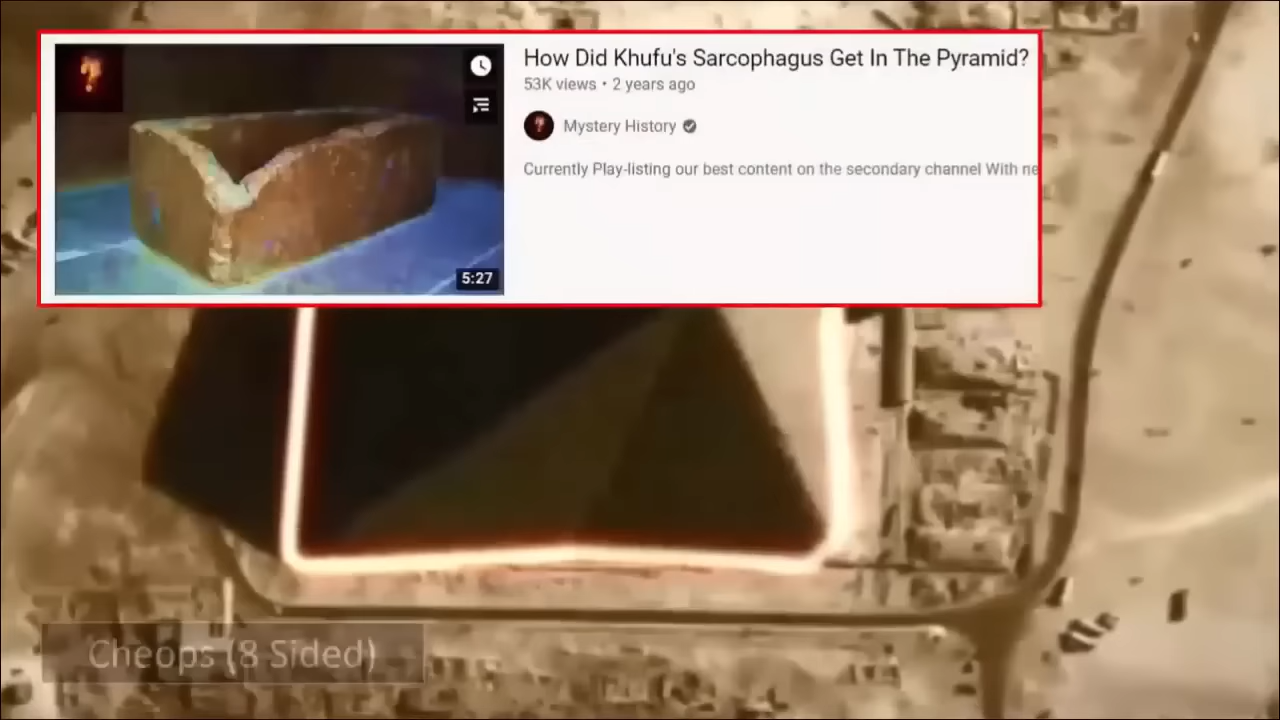 How Did Khufu's Sarcophagus Get In The Pyramid?
53K views • 2 years ago
Mystery History
Currently Play-listing our best content on the secondary channel With ne
5:27
Cheops (8 Sided)